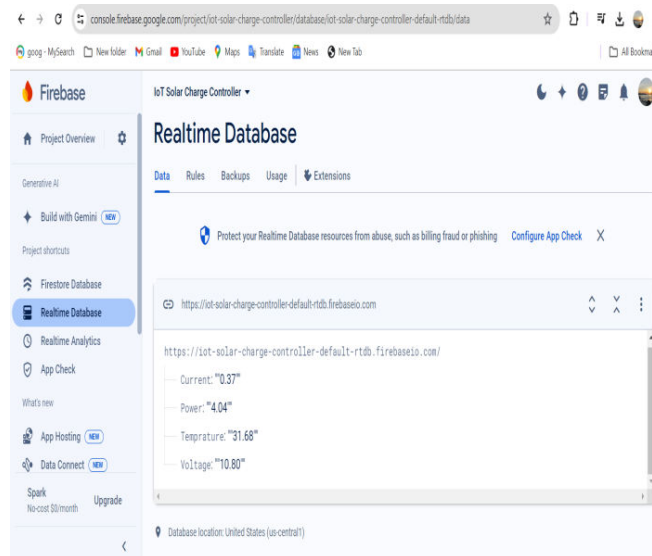 console.firebase.google.com/project/iot-solar-charge-controller/database/iot-solar-charge-controller-default-rtdb/data
goog - MySearch New folder Gmail YouTube Maps Translate News New Tab All Bookma
Firebase
IoT Solar Charge Controller
Project Overview
Realtime Database
Data Rules Backups Usage Extensions
Generative AI
Build with Gemini NEW
Protect your Realtime Database resources from abuse, such as billing fraud or phishing Configure App Check X
Project shortcuts
Firestore Database
Realtime Database
Realtime Analytics
App Check
What's new
App Hosting NEW
Data Connect NEW
Spark
No-cost $0/month
Upgrade
https://iot-solar-charge-controller-default-rtdb.firebaseio.com
https://iot-solar-charge-controller-default-rtdb.firebaseio.com/
Current: "'0.37'"
Power: "'4.04'"
Temprature: "'31.68'"
Voltage: "'10.80'"
Database location: United States (us-central1)